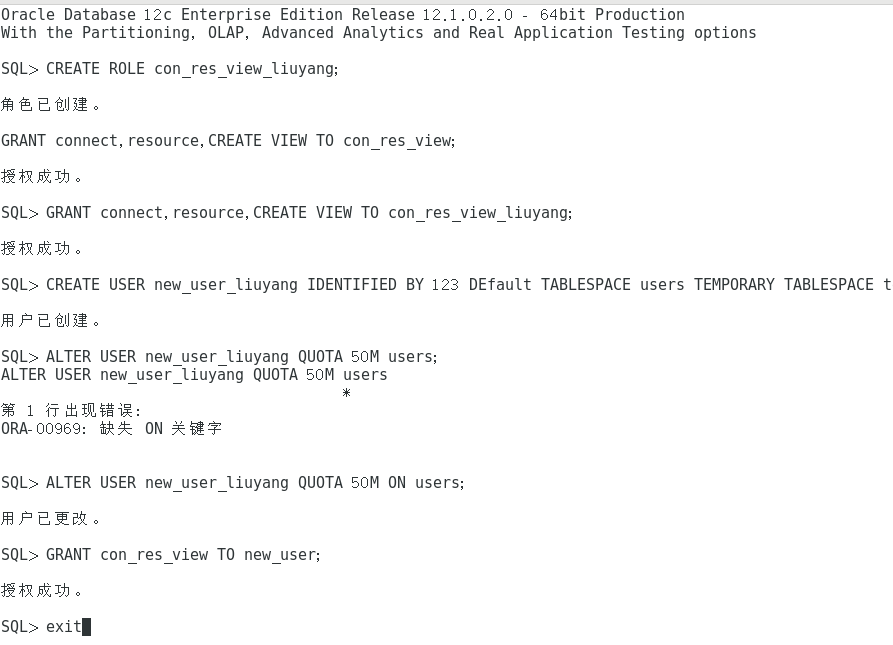 Oracle Database 12c Enterprise Edition Release 12.1.0.2.0 - 64bit Production
With the Partitioning, OLAP, Advanced Analytics and Real Application Testing options
SQL> CREATE ROLE con_res_view_liuyang;
角色已创建。
GRANT connect,resource,CREATE VIEW TO con_res_view;
授权成功。
SQL> GRANT connect,resource,CREATE VIEW TO con_res_view_liuyang;
授权成功。
SQL> CREATE USER new_user_liuyang IDENTIFIED BY 123 DEfault TABLESPACE users TEMPORARY TABLESPACE t
用户已创建。
SQL> ALTER USER new_user_liuyang QUOTA 50M users;
ALTER USER new_user_liuyang QUOTA 50M users
*
第 1 行出现错误:
ORA-00969: 缺失 ON 关键字
SQL> ALTER USER new_user_liuyang QUOTA 50M ON users;
用户已更改。
SQL> GRANT con_res_view TO new_user;
授权成功。
SQL> exit